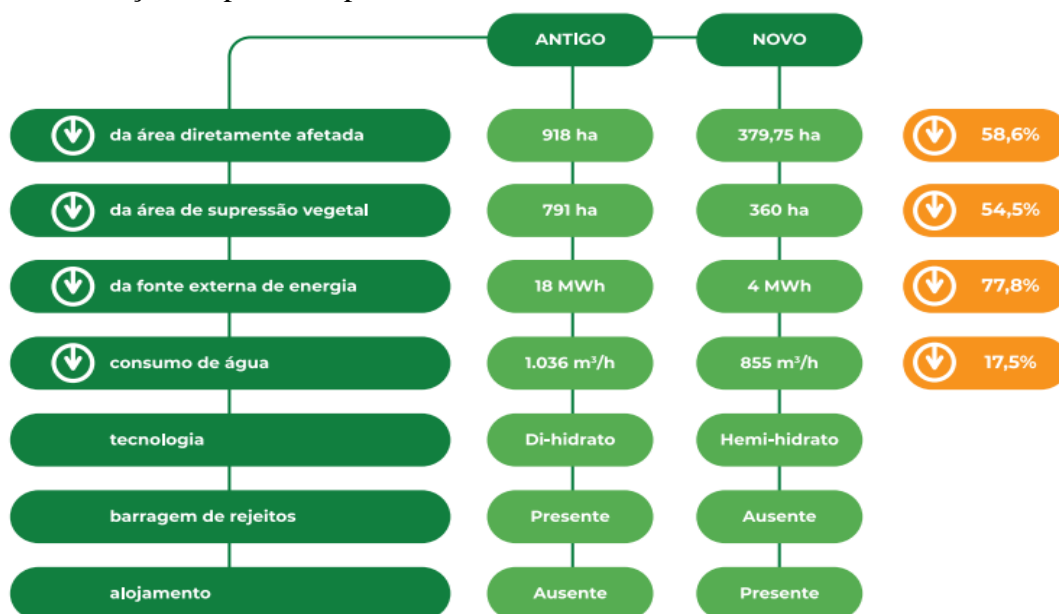 ANTIGO NOVO
da área diretamente afetada 918 ha 379,75 ha 58,6%
da área de supressão vegetal 791 ha 360 ha 54,5%
da fonte externa de energia 18 MWh 4 MWh 77,8%
consumo de água 1.036 m³/h 855 m³/h 17,5%
tecnologia Di-hidrato Hemi-hidrato
barragem de rejeitos Presente Ausente
alojamento Ausente Presente